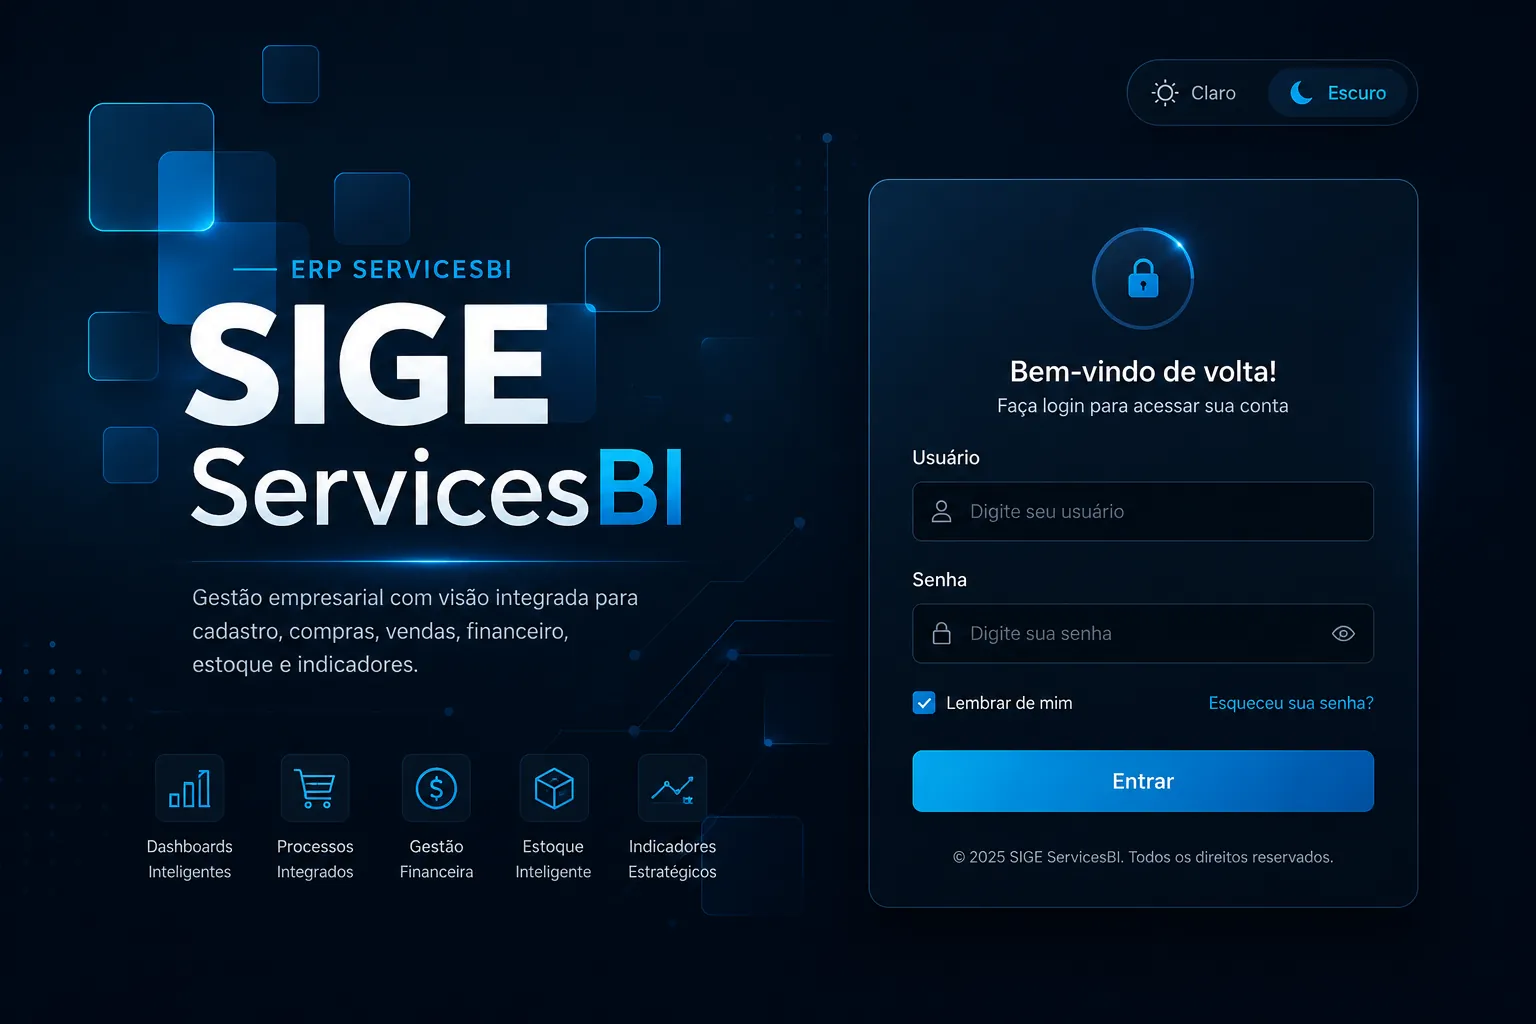 Claro
Escuro
ERP SERVICESBI
SIGE
ServicesBI
Gestão empresarial com visão integrada para
cadastro, compras, vendas, financeiro,
estoque e indicadores.
Dashboards
Inteligentes
Processos
Integrados
Gestão
Financeira
Estoque
Inteligente
Indicadores
Estratégicos
Bem-vindo de volta!
Faça login para acessar sua conta
Usuário
Digite seu usuário
Senha
Digite sua senha
Lembrar de mim
Esqueceu sua senha?
Entrar
© 2025 SIGE ServicesBI. Todos os direitos reservados.